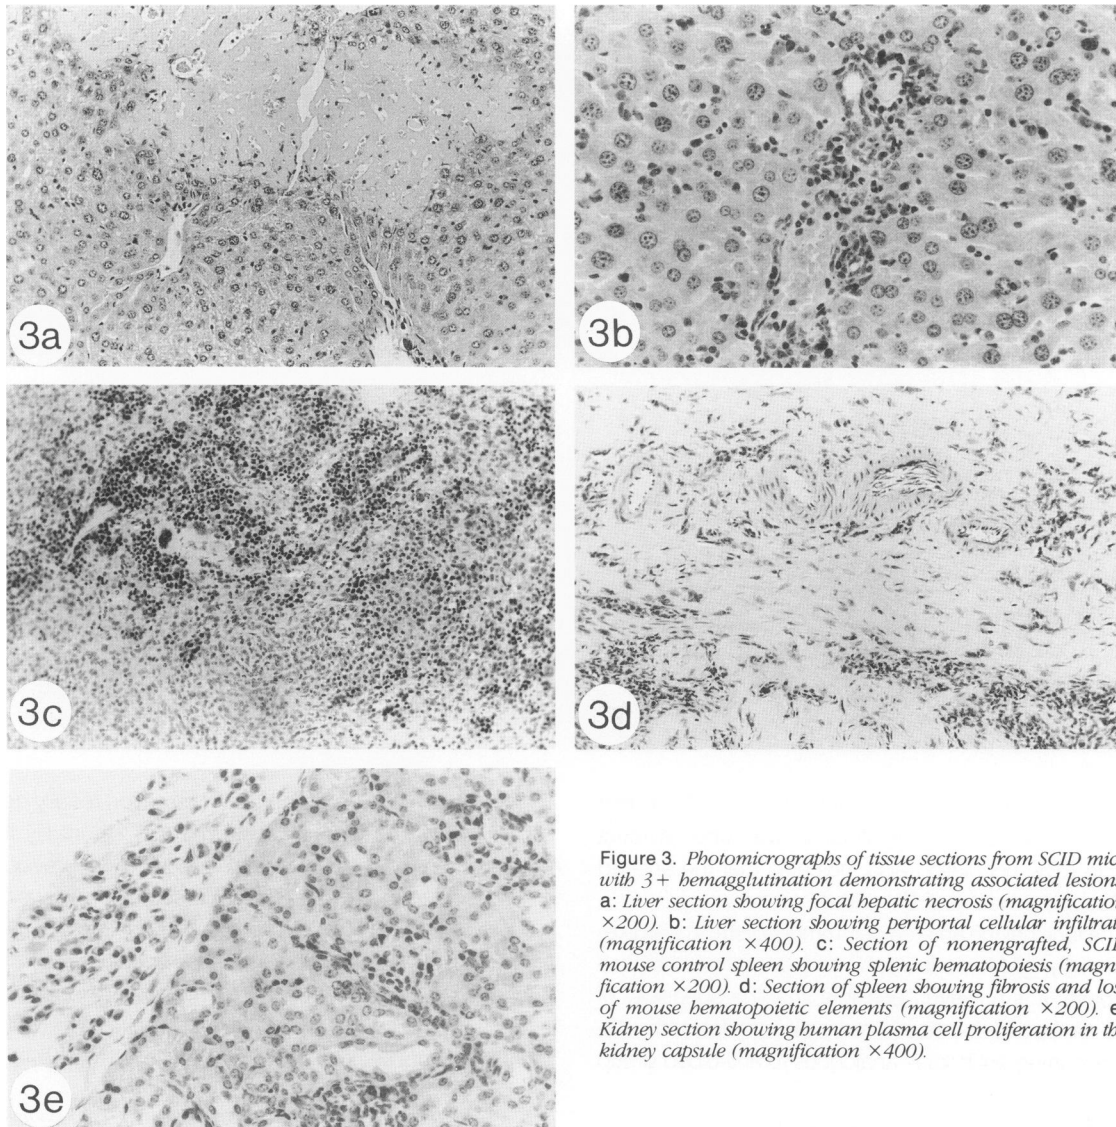 3a
3b
3c
3d
3e
Figure 3. Photomicrographs of tissue sections from SCID mic
with 3+ hemagglutination demonstrating associated lesion
a: Liver section showing focal hepatic necrosis (magnificatio
×200). b: Liver section showing periportal cellular infiltra
(magnification ×400). c: Section of nonengrafted, SCI
mouse control spleen showing splenic hematopoiesis (magni
fication ×200). d: Section of spleen showing fibrosis and los
of mouse hematopoietic elements (magnification ×200). e
Kidney section showing human plasma cell proliferation in th
kidney capsule (magnification ×400).